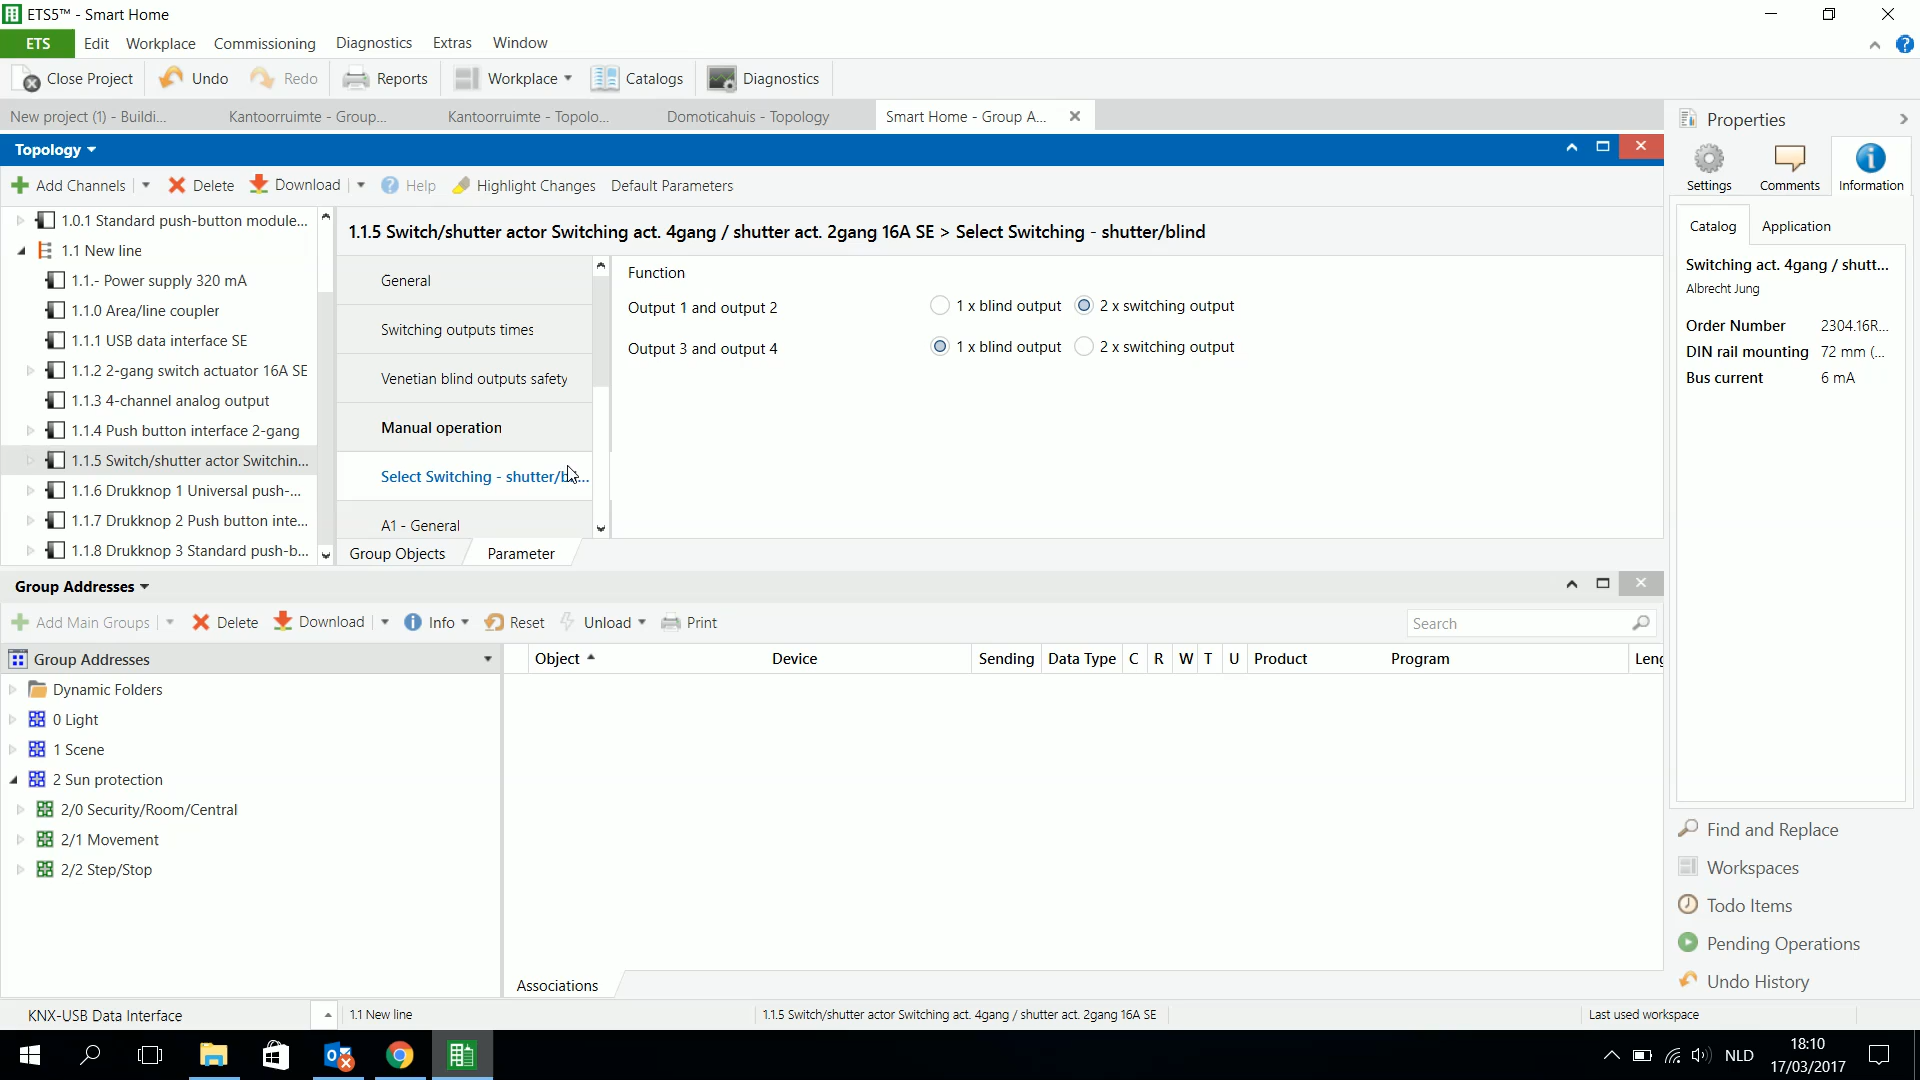 ETS5™ - Smart Home
ETS Edit Workplace Commissioning Diagnostics Extras Window
Close Project Undo Redo Reports Workplace Catalogs Diagnostics
New project (1) - Buildi... Kantoorruimte - Group... Kantoorruimte - Topolo... Domoticahuis - Topology Smart Home - Group A...
Topology
Add Channels Delete Download Help Highlight Changes Default Parameters
1.0.1 Standard push-button module...
1.1 New line
1.1.- Power supply 320 mA
1.1.0 Area/line coupler
1.1.1 USB data interface SE
1.1.2 2-gang switch actuator 16A SE
1.1.3 4-channel analog output
1.1.4 Push button interface 2-gang
1.1.5 Switch/shutter actor Switchin...
1.1.6 Drukknop 1 Universal push-...
1.1.7 Drukknop 2 Push button inte...
1.1.8 Drukknop 3 Standard push-b...
1.1.5 Switch/shutter actor Switching act. 4gang / shutter act. 2gang 16A SE > Select Switching - shutter/blind
General
Switching outputs times
Venetian blind outputs safety
Manual operation
Select Switching - shutter/b...
A1 - General
Function
Output 1 and output 2 1 x blind output 2 x switching output
Output 3 and output 4 1 x blind output 2 x switching output
Group Objects Parameter
Group Addresses
Add Main Groups Delete Download Info Reset Unload Print
Search
Group Addresses
Dynamic Folders
0 Light
1 Scene
2 Sun protection
2/0 Security/Room/Central
2/1 Movement
2/2 Step/Stop
Object Device Sending Data Type C R W T U Product Program Leng
Associations
Properties
Settings Comments Information
Catalog Application
Switching act. 4gang / shutt...
Albrecht Jung
Order Number 2304.16R...
DIN rail mounting 72 mm (...
Bus current 6 mA
Find and Replace
Workspaces
Todo Items
Pending Operations
Undo History
KNX-USB Data Interface 1.1 New line 1.1.5 Switch/shutter actor Switching act. 4gang / shutter act. 2gang 16A SE Last used workspace
NLD
18:10
17/03/2017